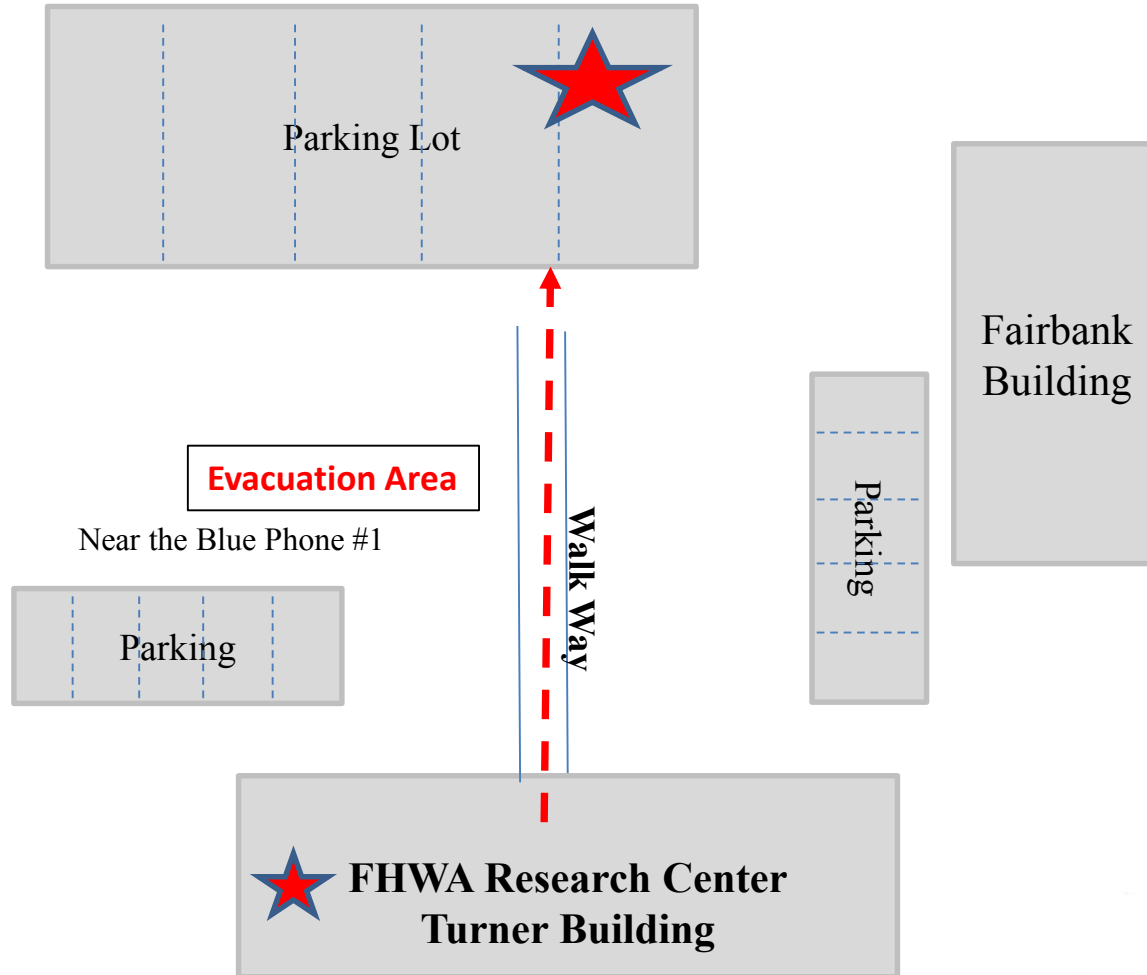 Parking Lot
Fairbank
Building
Evacuation Area
Near the Blue Phone #1
Walk Way
Parking
Parking
FHWA Research Center
Turner Building